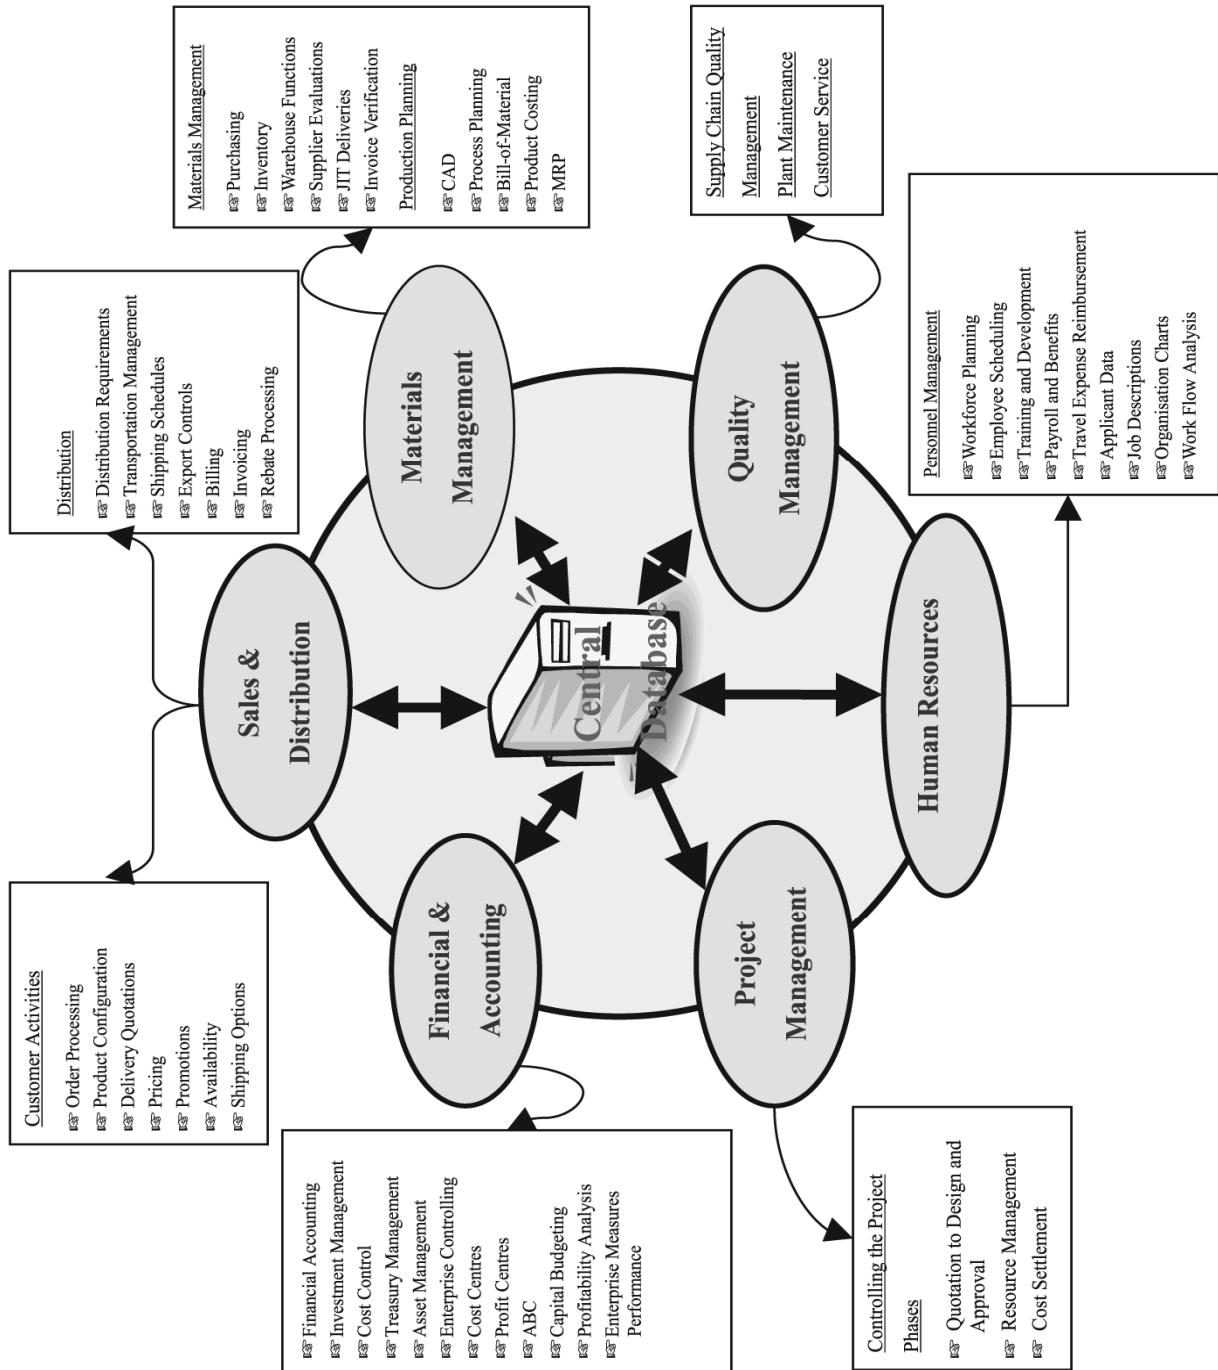 Customer Activities
☞ Order Processing
☞ Product Configuration
☞ Delivery Quotations
☞ Pricing
☞ Promotions
☞ Availability
☞ Shipping Options
Distribution
☞ Distribution Requirements
☞ Transportation Management
☞ Shipping Schedules
☞ Export Controls
☞ Billing
☞ Invoicing
☞ Rebate Processing
Sales &
Distribution
Materials Management
☞ Purchasing
☞ Inventory
☞ Warehouse Functions
☞ Supplier Evaluations
☞ JIT Deliveries
☞ Invoice Verification
Production Planning
☞ CAD
☞ Process Planning
☞ Bill-of-Material
☞ Product Costing
☞ MRP
☞ Financial Accounting
☞ Investment Management
☞ Cost Control
☞ Treasury Management
☞ Asset Management
☞ Enterprise Controlling
☞ Cost Centres
☞ Profit Centres
☞ ABC
☞ Capital Budgeting
☞ Profitability Analysis
☞ Enterprise Measures
Performance
Financial &
Accounting
Materials
Management
Central
Database
Project
Management
Quality
Management
Supply Chain Quality
Management
Plant Maintenance
Customer Service
Human Resources
Controlling the Project
Phases
☞ Quotation to Design and
Approval
☞ Resource Management
☞ Cost Settlement
Personnel Management
☞ Workforce Planning
☞ Employee Scheduling
☞ Training and Development
☞ Payroll and Benefits
☞ Travel Expense Reimbursement
☞ Applicant Data
☞ Job Descriptions
☞ Organisation Charts
☞ Work Flow Analysis